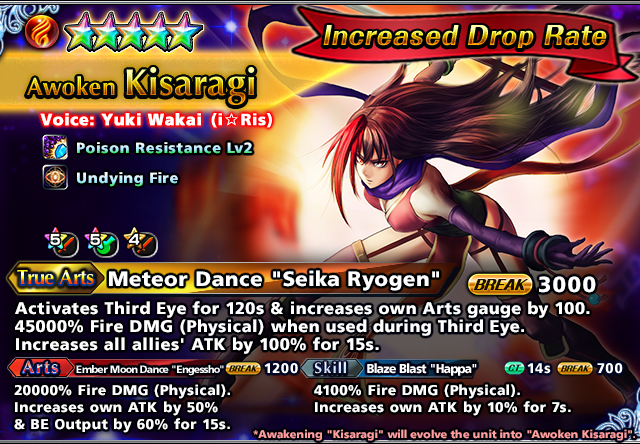 Increased Drop Rate
Awoken Kisaragi
Voice: Yuki Wakai (i☆Ris)
Poison Resistance Lv2
Undying Fire
5 5 4
True Arts Meteor Dance "Seika Ryogen" BREAK 3000
Activates Third Eye for 120s & increases own Arts gauge by 100.
45000% Fire DMG (Physical) when used during Third Eye.
Increases all allies' ATK by 100% for 15s.
Arts Ember Moon Dance "Engessho" BREAK 1200
20000% Fire DMG (Physical).
Increases own ATK by 50%
& BE Output by 60% for 15s.
Skill Blaze Blast "Happa" CT 14s BREAK 700
4100% Fire DMG (Physical).
Increases own ATK by 10% for 7s.
*Awakening "Kisaragi" will evolve the unit into "Awoken Kisaragi".